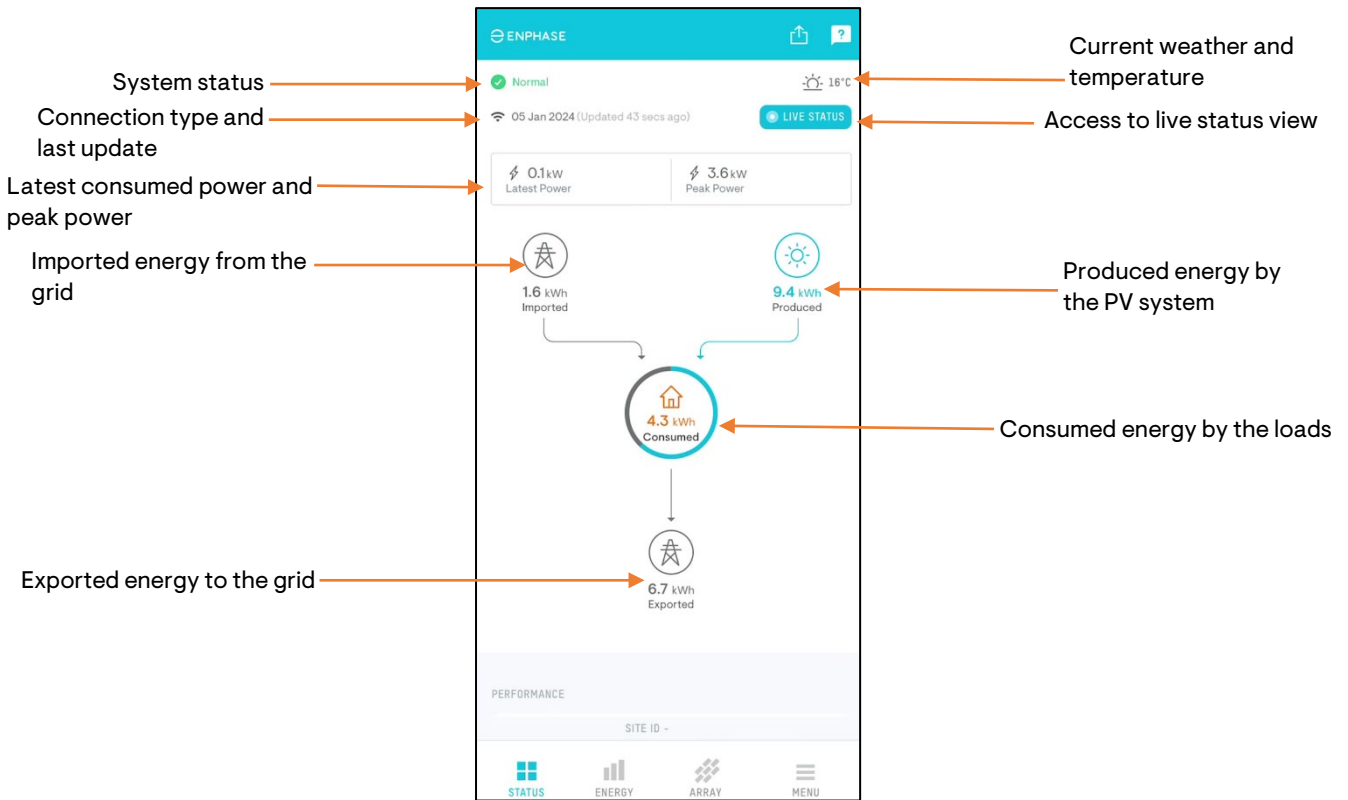 ENPHASE
?
Normal
16°C
05 Jan 2024 (Updated 43 secs ago)
LIVE STATUS
0.1 kW
Latest Power
3.6 kW
Peak Power
1.6 kWh
Imported
9.4 kWh
Produced
4.3 kWh
Consumed
6.7 kWh
Exported
PERFORMANCE
SITE ID -
STATUS
ENERGY
ARRAY
MENU
System status
Connection type and
last update
Latest consumed power and
peak power
Imported energy from the
grid
Exported energy to the grid
Current weather and
temperature
Access to live status view
Produced energy by
the PV system
Consumed energy by the loads